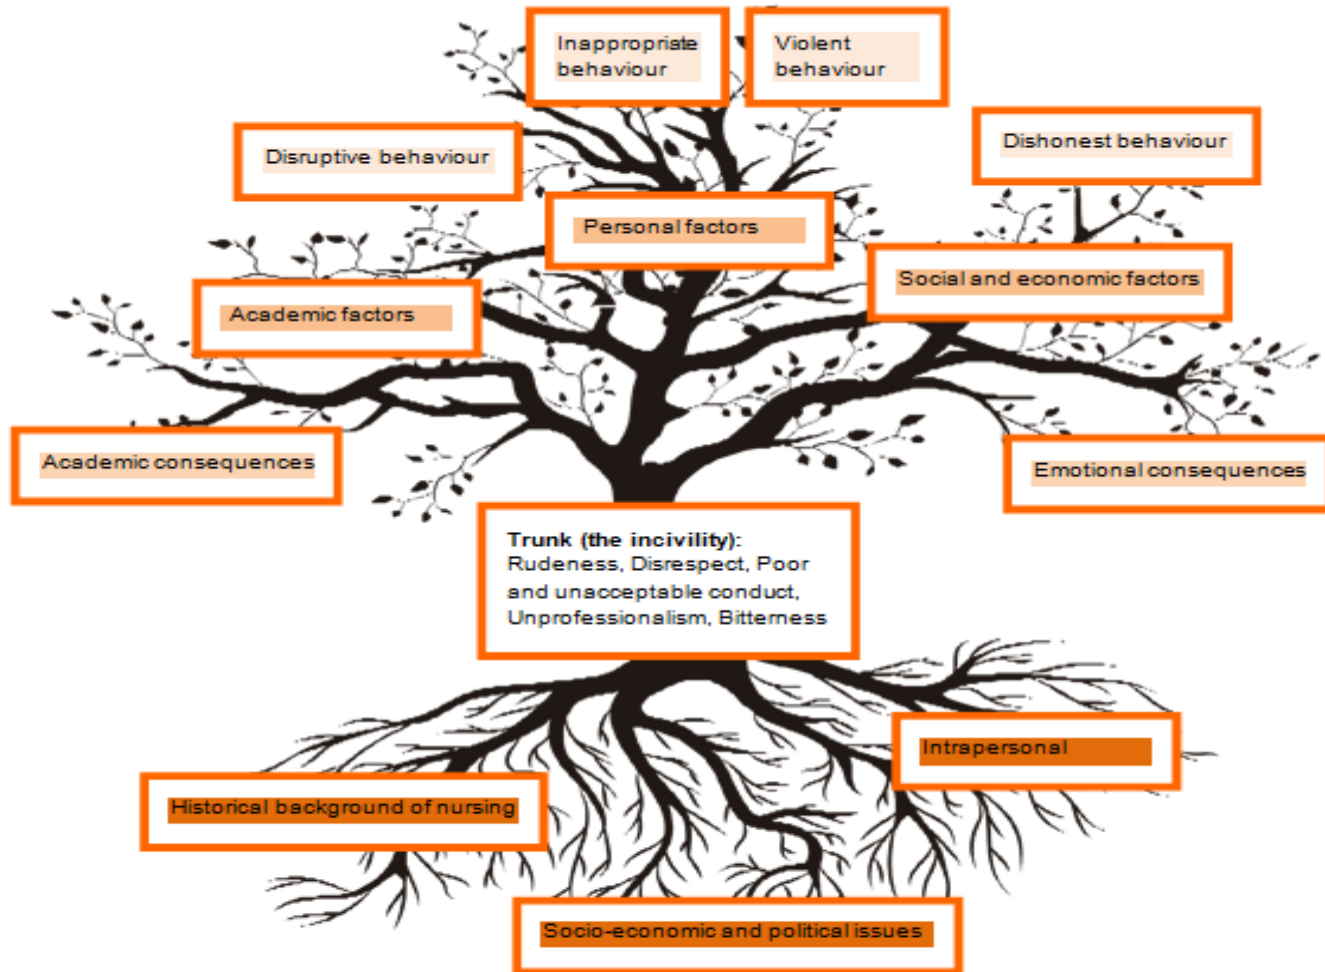 Inappropriate
behaviour
Violent
behaviour
Disruptive behaviour
Dishonest behaviour
Personal factors
Social and economic factors
Academic factors
Academic consequences
Emotional consequences
Trunk (the incivility):
Rudeness, Disrespect, Poor
and unacceptable conduct,
Unprofessionalism, Bitterness
Intrapersonal
Historical background of nursing
Socio-economic and political issues